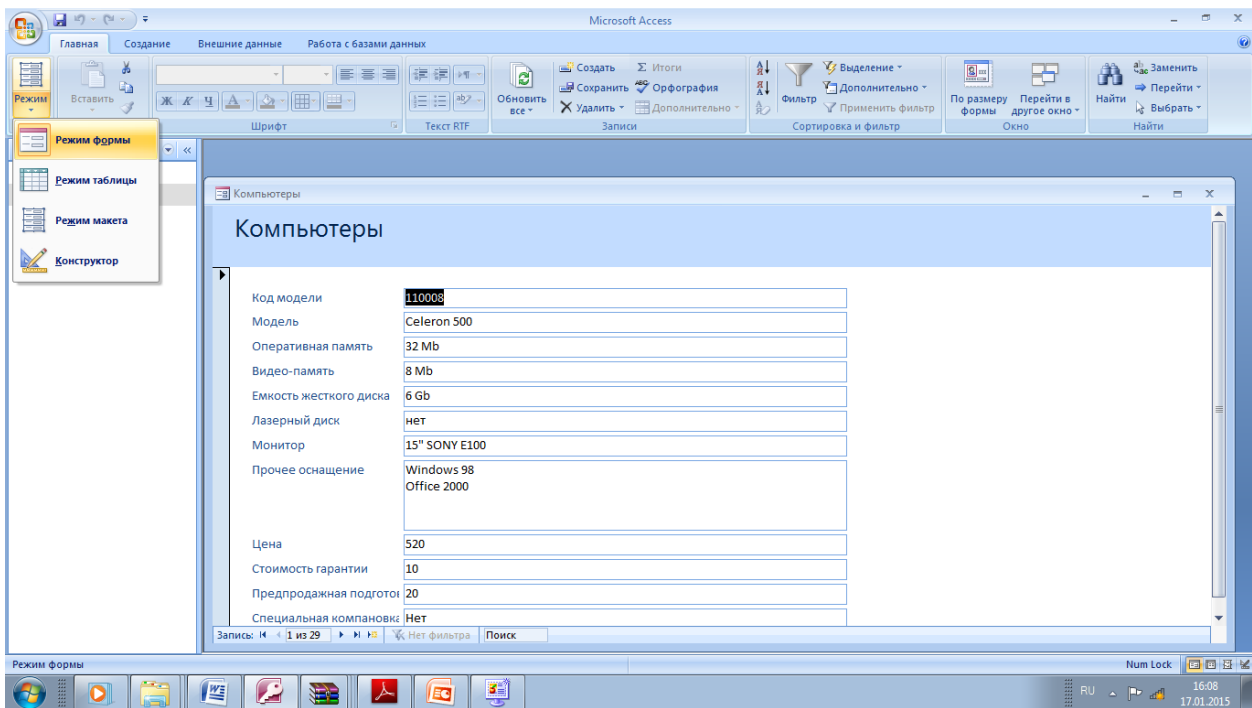 Microsoft Access
Главная Создание Внешние данные Работа с базами данных
Режим
Вставить
Ж К Ч А
Шрифт
Текст RTF
Обновить все
Создать
Сохранить
Удалить
Итоги
Орфография
Дополнительно
Записи
Фильтр
Выделение
Дополнительно
Применить фильтр
Сортировка и фильтр
По размеру формы
Перейти в другое окно
Окно
Найти
Заменить
Перейти
Выбрать
Найти
Режим формы
Режим таблицы
Режим макета
Конструктор
Компьютеры
Компьютеры
Код модели 110008
Модель Celeron 500
Оперативная память 32 Mb
Видео-память 8 Mb
Емкость жесткого диска 6 Gb
Лазерный диск нет
Монитор 15" SONY E100
Прочее оснащение Windows 98
Office 2000
Цена 520
Стоимость гарантии 10
Предпродажная подгото 20
Специальная компановка Нет
Запись: 1 из 29 Нет фильтра Поиск
Режим формы
Num Lock
RU
16:08
17.01.2015